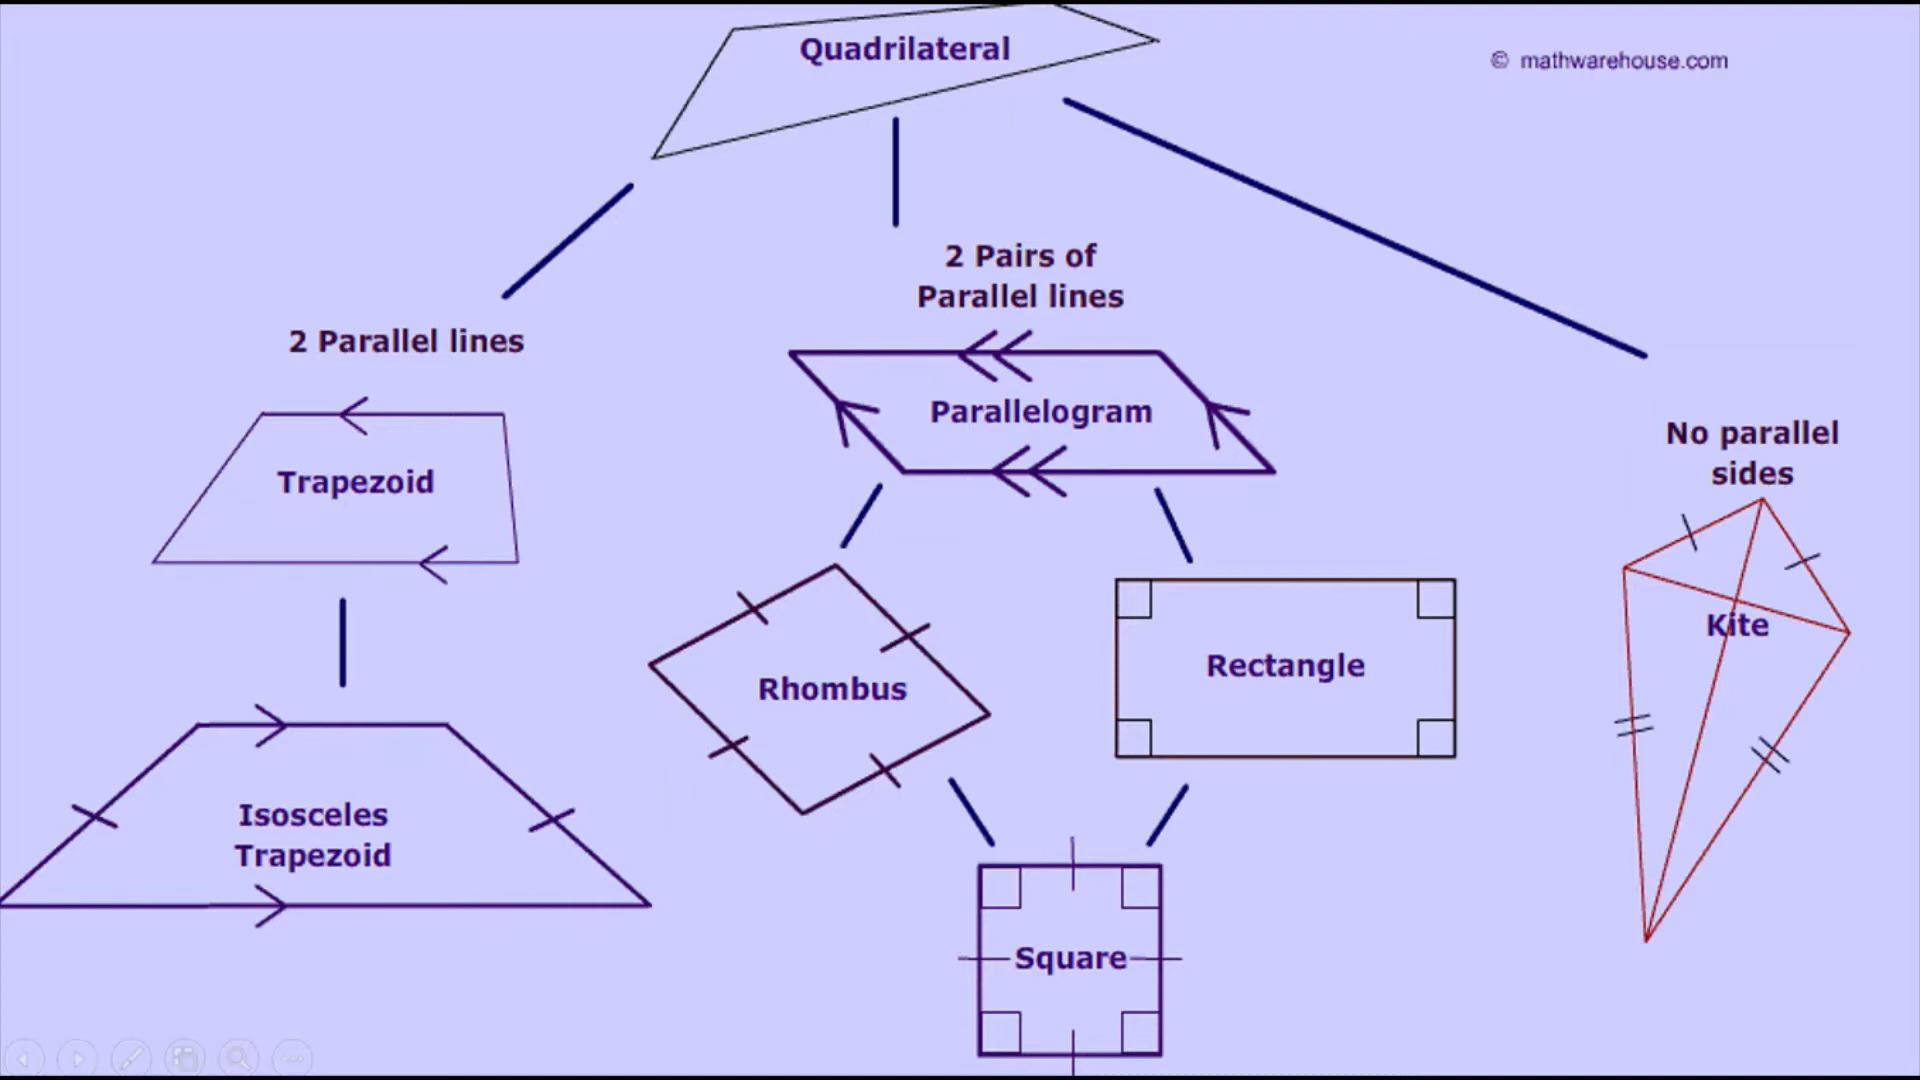 Quadrilateral
© mathwarehouse.com
2 Pairs of
Parallel lines
2 Parallel lines
Parallelogram
No parallel
sides
Trapezoid
Kite
Rhombus
Rectangle
Isosceles
Trapezoid
Square